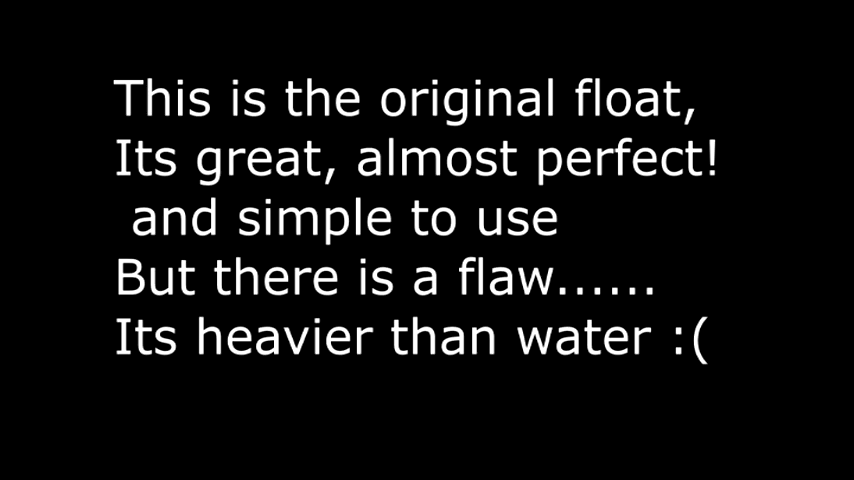 This is the original float,
Its great, almost perfect!
and simple to use
But there is a flaw......
Its heavier than water :(